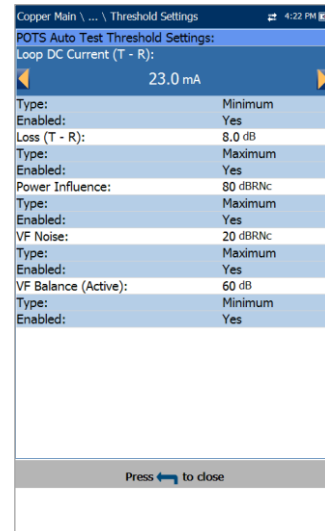 Copper Main \ ... \ Threshold Settings 4:22 PM
POTS Auto Test Threshold Settings:
Loop DC Current (T - R):
23.0 mA
Type: Minimum
Enabled: Yes
Loss (T - R): 8.0 dB
Type: Maximum
Enabled: Yes
Power Influence: 80 dBRNc
Type: Maximum
Enabled: Yes
VF Noise: 20 dBRNc
Type: Maximum
Enabled: Yes
VF Balance (Active): 60 dB
Type: Minimum
Enabled: Yes
Press to close